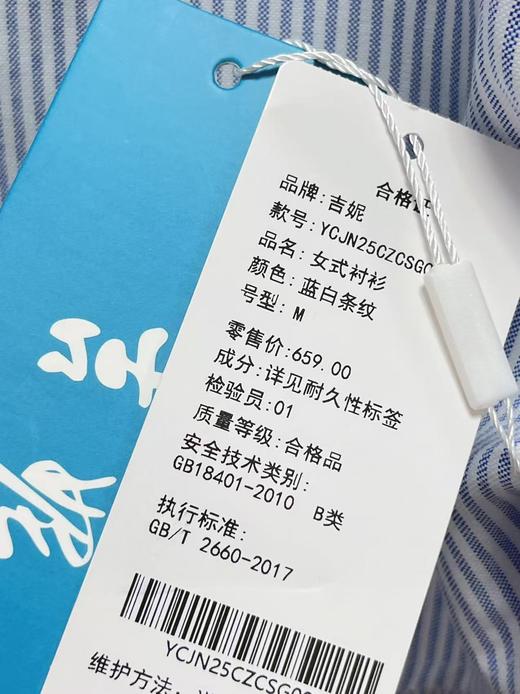 合格证
品牌:吉妮
款号:YCJN25CZCSG0
品名:女式衬衫
颜色:蓝白条纹
号型:M
零售价:659.00
成分:详见耐久性标签
检验员:01
质量等级:合格品
安全技术类别:
GB18401-2010 B类
执行标准:
GB/T 2660-2017
YCJN25CZCSG0
维护方法: